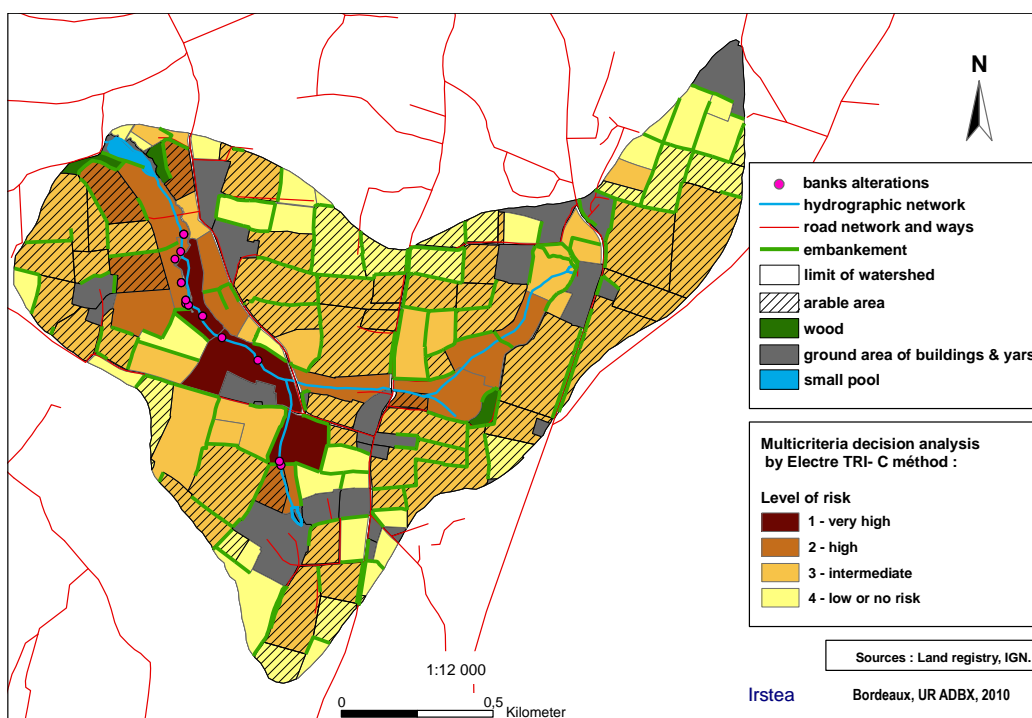 N
banks alterations
hydrographic network
road network and ways
embankement
limit of watershed
arable area
wood
ground area of buildings & yars
small pool
Multicriteria decision analysis
by Electre TRI- C méthod :
Level of risk
1 - very high
2 - high
3 - intermediate
4 - low or no risk
1:12 000
0 0,5
Kilometer
Sources : Land registry, IGN.
Irstea Bordeaux, UR ADBX, 2010